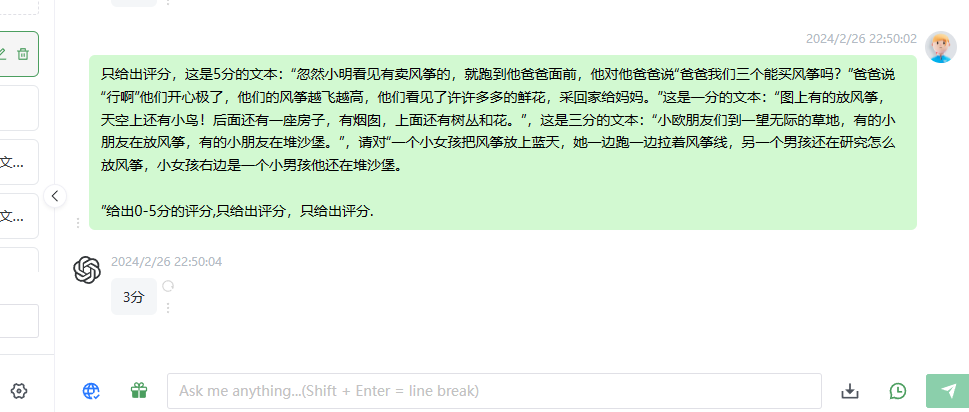 2024/2/26 22:50:02
只给出评分，这是5分的文本：“忽然小明看见有卖风筝的，就跑到他爸爸面前，他对他爸爸说“爸爸我们三个能买风筝吗？”爸爸说
“行啊”他们开心极了，他们的风筝越飞越高，他们看见了许许多多的鲜花，采回家给妈妈。”这是一分的文本：“图上有的放风筝，
天空上还有小鸟！后面还有一座房子，有烟囱，上面还有树丛和花。”，这是三分的文本：“小欧朋友们到一望无际的草地，有的小
朋友在放风筝，有的小朋友在堆沙堡。”，请对“一个小女孩把风筝放上蓝天，她一边跑一边拉着风筝线，另一个男孩还在研究怎么
放风筝，小女孩右边是一个小男孩他还在堆沙堡。
”给出0-5分的评分,只给出评分，只给出评分.
文...
文...
2024/2/26 22:50:04
3分
Ask me anything...(Shift + Enter = line break)